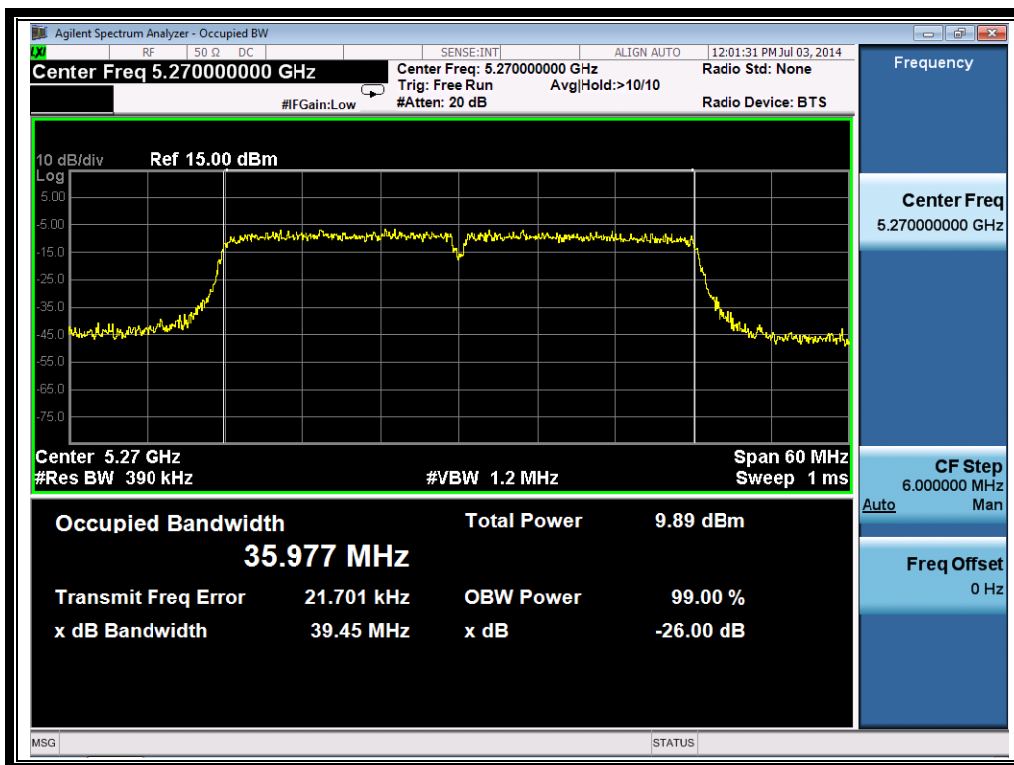 Agilent Spectrum Analyzer - Occupied BW
LXI RF 50 Ω DC SENSE:INT ALIGN AUTO 12:01:31 PM Jul 03, 2014
Center Freq 5.270000000 GHz
Center Freq: 5.270000000 GHz
Radio Std: None
Trig: Free Run Avg|Hold:>10/10
#IFGain:Low
#Atten: 20 dB
Radio Device: BTS
10 dB/div Ref 15.00 dBm
Log
5.00
-5.00
-15.0
-25.0
-35.0
-45.0
-55.0
-65.0
-75.0
Center 5.27 GHz Span 60 MHz
#Res BW 390 kHz #VBW 1.2 MHz Sweep 1 ms
Occupied Bandwidth Total Power 9.89 dBm
35.977 MHz
Transmit Freq Error 21.701 kHz OBW Power 99.00 %
x dB Bandwidth 39.45 MHz x dB -26.00 dB
MSG STATUS
Frequency
Center Freq
5.270000000 GHz
CF Step
6.000000 MHz
Auto Man
Freq Offset
0 Hz